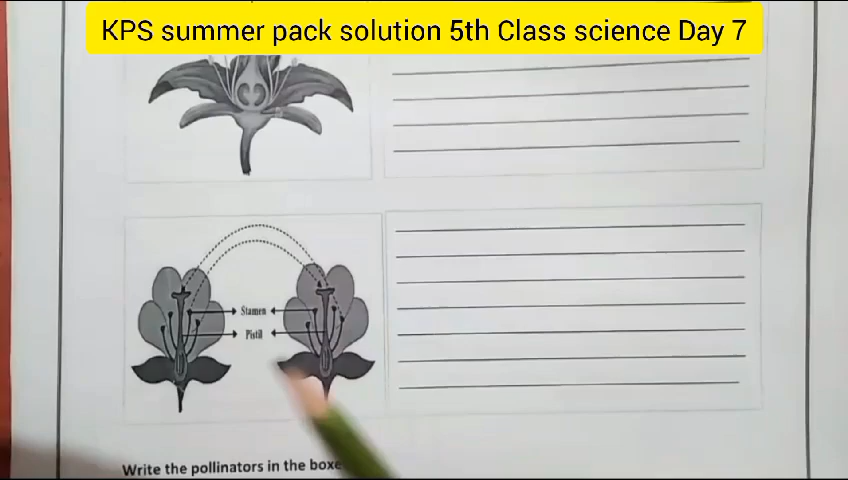 KPS summer pack solution 5th Class science Day 7
Stamen
Pistil
Write the pollinators in the boxe